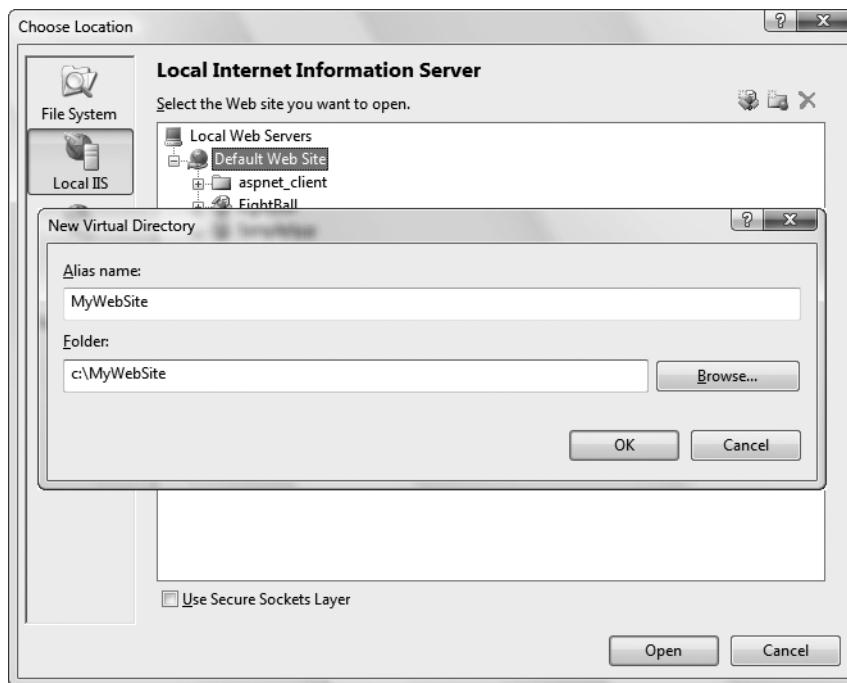 Choose Location
File System
Local IIS
Local Internet Information Server
Select the Web site you want to open.
Local Web Servers
Default Web Site
aspnet_client
EightBall
New Virtual Directory
Alias name:
MyWebSite
Folder:
c:\MyWebSite
Browse...
OK
Cancel
Use Secure Sockets Layer
Open
Cancel